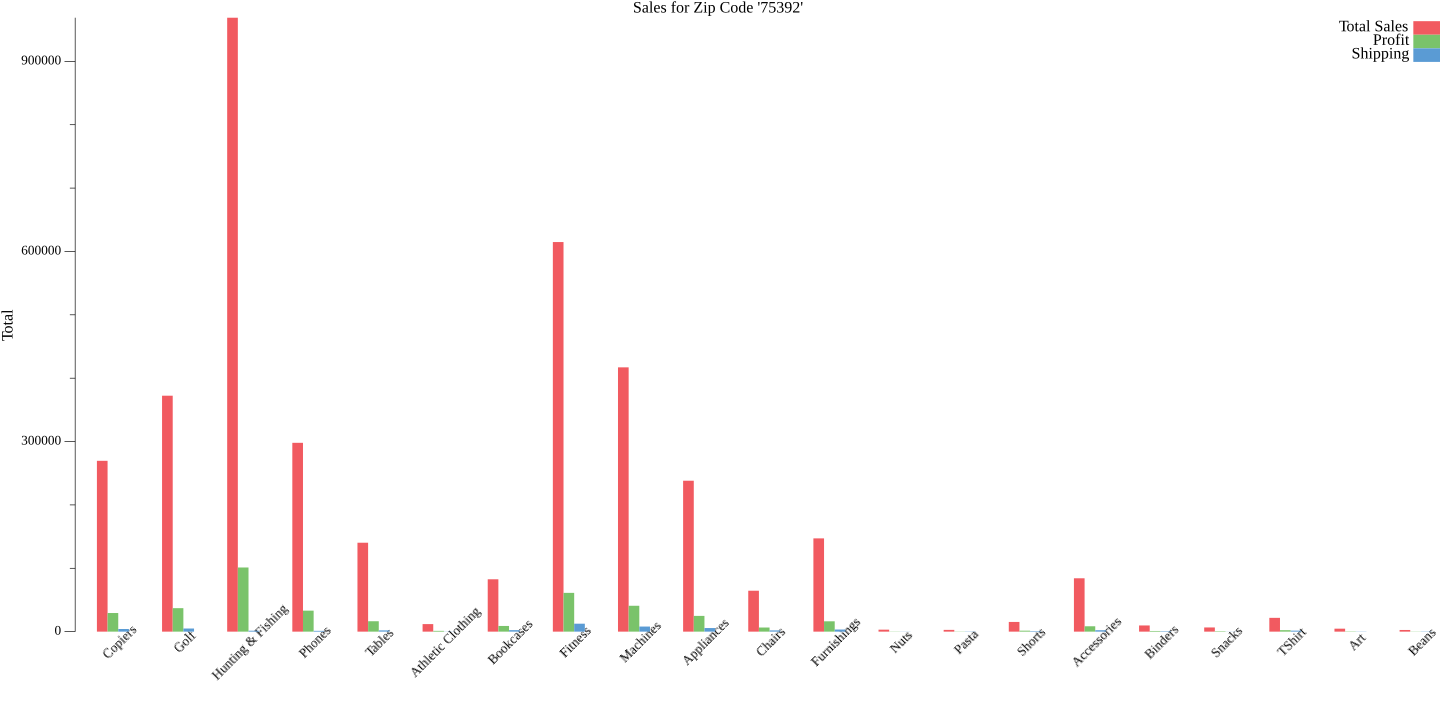 Sales for Zip Code '75392'
Total Sales
Profit
Shipping
900000
600000
300000
0
Total
Copiers
Golf
Hunting & Fishing
Phones
Tables
Athletic Clothing
Bookcases
Fitness
Machines
Appliances
Chairs
Furnishings
Nuts
Pasta
Shorts
Accessories
Binders
Snacks
TShirt
Art
Beans